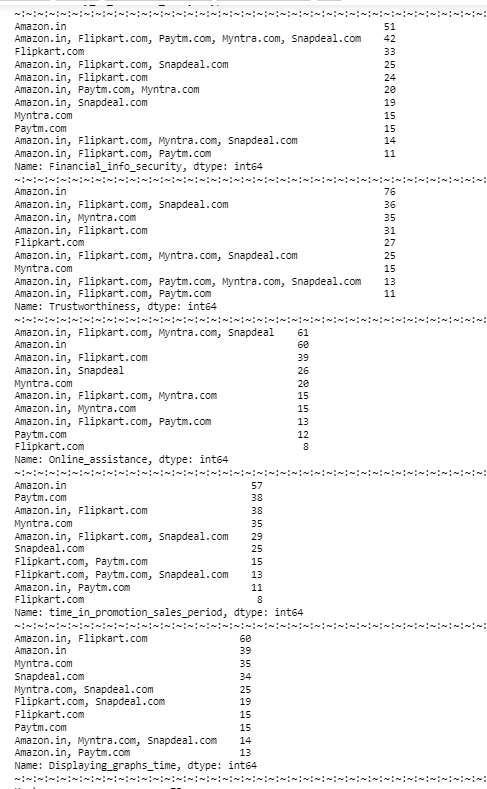 ~:~:~:~:~:~:~:~:~:~:~:~:~:~:~:~:~:~:~:~:~:~:~:~:~:~:~:~:~:~:~:~:~:~:~:~:~:~:~:
Amazon.in 51
Amazon.in, Flipkart.com, Paytm.com, Myntra.com, Snapdeal.com 42
Flipkart.com 33
Amazon.in, Flipkart.com, Snapdeal.com 25
Amazon.in, Flipkart.com 24
Amazon.in, Paytm.com, Myntra.com 20
Amazon.in, Snapdeal.com 19
Myntra.com 15
Paytm.com 15
Amazon.in, Flipkart.com, Myntra.com, Snapdeal.com 14
Amazon.in, Flipkart.com, Paytm.com 11
Name: Financial_info_security, dtype: int64
~:~:~:~:~:~:~:~:~:~:~:~:~:~:~:~:~:~:~:~:~:~:~:~:~:~:~:~:~:~:~:~:~:~:~:~:~:~:~:
Amazon.in 76
Amazon.in, Flipkart.com, Snapdeal.com 36
Amazon.in, Myntra.com 35
Amazon.in, Flipkart.com 31
Flipkart.com 27
Amazon.in, Flipkart.com, Myntra.com, Snapdeal.com 25
Myntra.com 15
Amazon.in, Flipkart.com, Paytm.com, Myntra.com, Snapdeal.com 13
Amazon.in, Flipkart.com, Paytm.com 11
Name: Trustworthiness, dtype: int64
~:~:~:~:~:~:~:~:~:~:~:~:~:~:~:~:~:~:~:~:~:~:~:~:~:~:~:~:~:~:~:~:~:~:~:~:~:~:~:
Amazon.in, Flipkart.com, Myntra.com, Snapdeal 61
Amazon.in 60
Amazon.in, Flipkart.com 39
Amazon.in, Snapdeal 26
Myntra.com 20
Amazon.in, Flipkart.com, Myntra.com 15
Amazon.in, Myntra.com 15
Amazon.in, Flipkart.com, Paytm.com 13
Paytm.com 12
Flipkart.com 8
Name: Online_assistance, dtype: int64
~:~:~:~:~:~:~:~:~:~:~:~:~:~:~:~:~:~:~:~:~:~:~:~:~:~:~:~:~:~:~:~:~:~:~:~:~:~:~:
Amazon.in 57
Paytm.com 38
Amazon.in, Flipkart.com 38
Myntra.com 35
Amazon.in, Flipkart.com, Snapdeal.com 29
Snapdeal.com 25
Flipkart.com, Paytm.com 15
Flipkart.com, Paytm.com, Snapdeal.com 13
Amazon.in, Paytm.com 11
Flipkart.com 8
Name: time_in_promotion_sales_period, dtype: int64
~:~:~:~:~:~:~:~:~:~:~:~:~:~:~:~:~:~:~:~:~:~:~:~:~:~:~:~:~:~:~:~:~:~:~:~:~:~:~:
Amazon.in, Flipkart.com 60
Amazon.in 39
Myntra.com 35
Snapdeal.com 34
Myntra.com, Snapdeal.com 25
Flipkart.com, Snapdeal.com 19
Flipkart.com 15
Paytm.com 15
Amazon.in, Myntra.com, Snapdeal.com 14
Amazon.in, Paytm.com 13
Name: Displaying_graphs_time, dtype: int64
~:~:~:~:~:~:~:~:~:~:~:~:~:~:~:~:~:~:~:~:~:~:~:~:~:~:~:~:~:~:~:~:~:~:~:~:~:~:~: